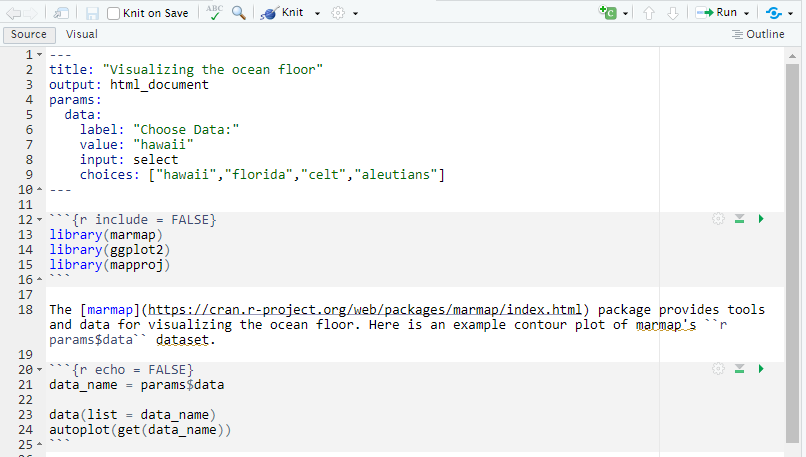 Knit on Save ABC Knit Run
Source Visual Outline
1 ---
2 title: "Visualizing the ocean floor"
3 output: html_document
4 params:
5   data:
6     label: "Choose Data:"
7     value: "hawaii"
8     input: select
9     choices: ["hawaii","florida","celt","aleutians"]
10 ---
11
12 ```{r include = FALSE}
13 library(marmap)
14 library(ggplot2)
15 library(mapproj)
16 ```
17
18 The [marmap](https://cran.r-project.org/web/packages/marmap/index.html) package provides tools
and data for visualizing the ocean floor. Here is an example contour plot of marmap's ``r
params$data`` dataset.
19
20 ```{r echo = FALSE}
21 data_name = params$data
22
23 data(list = data_name)
24 autoplot(get(data_name))
25 ```
26